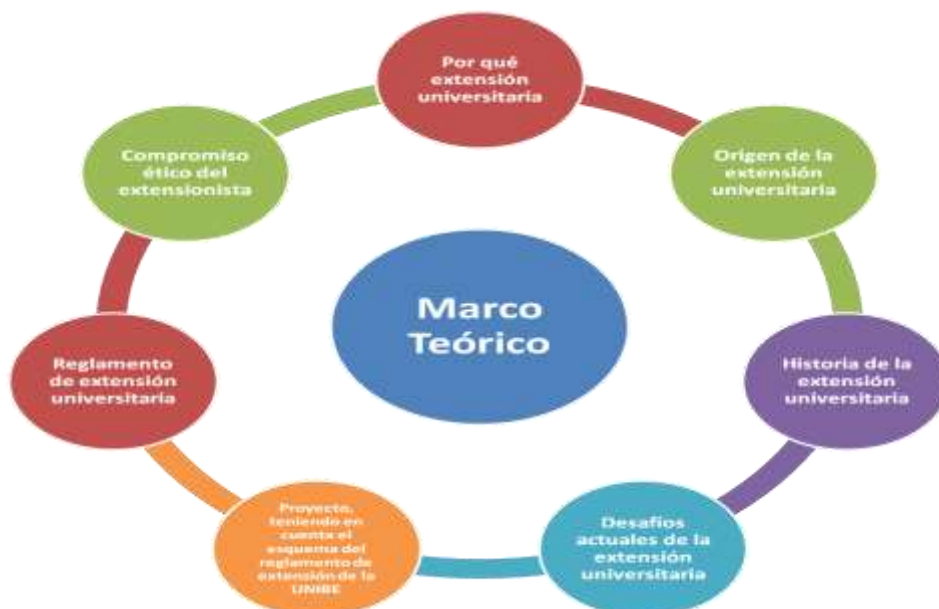 Por qué
extensión
universitaria
Origen de la
extensión
universitaria
Historia de la
extensión
universitaria
Desafíos
actuales de la
extensión
universitaria
Proyecto,
teniendo en
cuenta el
esquema del
reglamento de
extensión de la
UNIBE
Reglamento
de extensión
universitaria
Compromiso
ético del
extensionista
Marco
Teórico